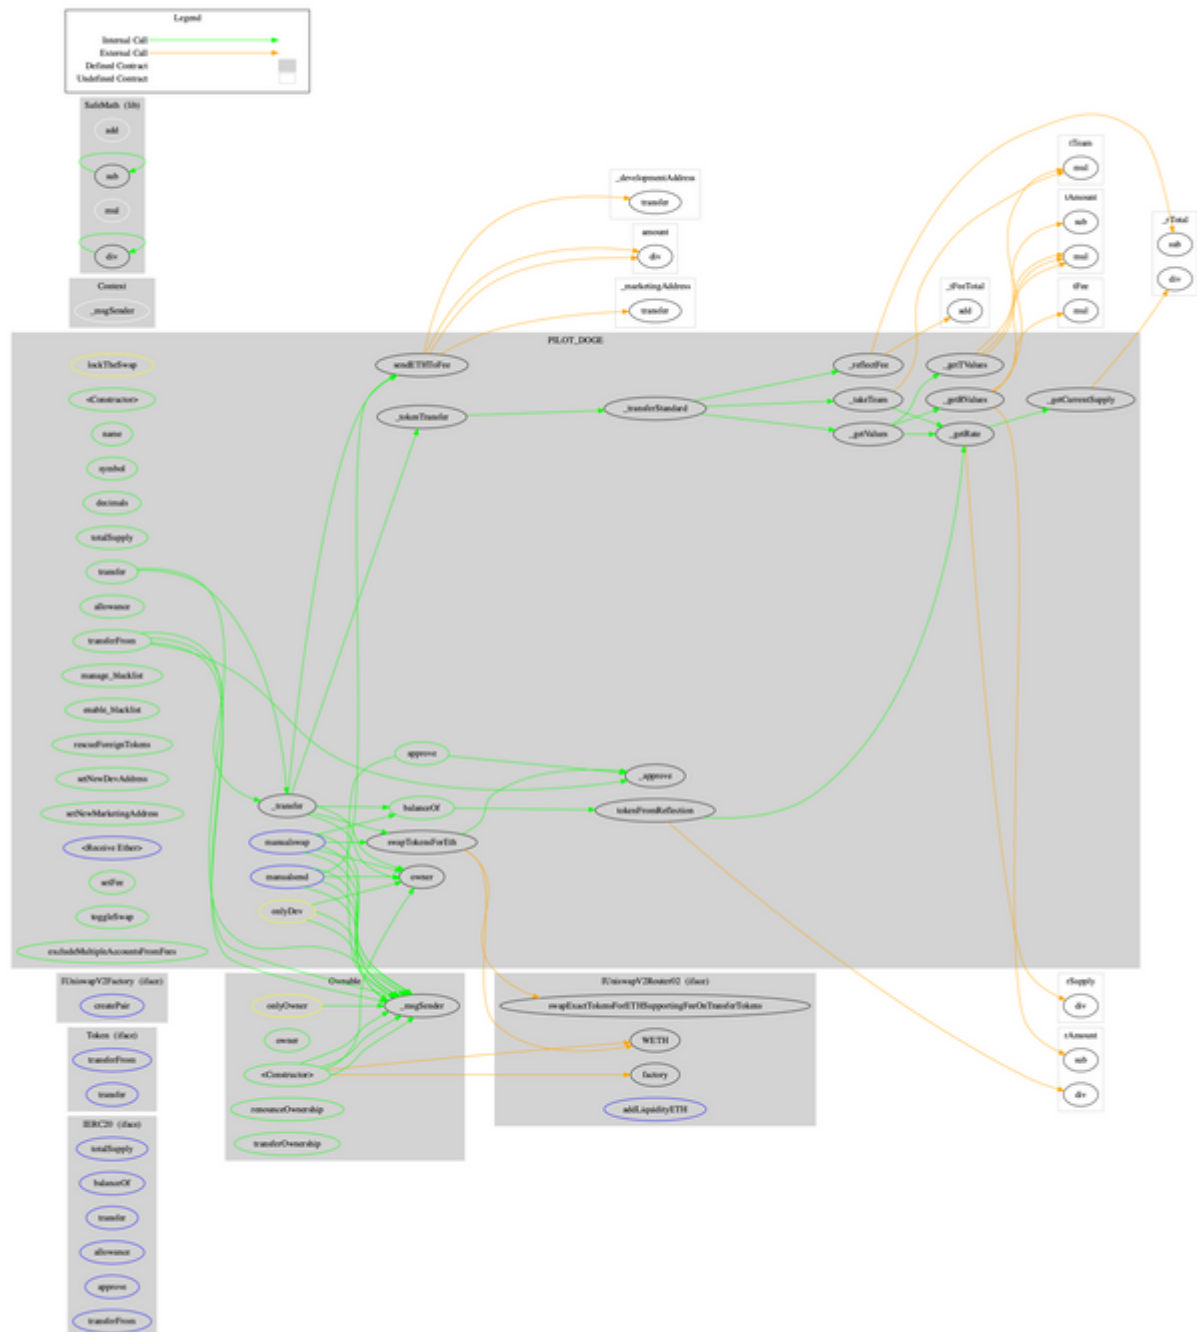 Legend
Internal Call
External Call
Defined Contract
Undefined Contract
SafeMath (lib)
add
sub
mul
div
Context
_msgSender
_developmentAddress
transfer
amount
div
_marketingAddress
transfer
tTeam
mul
tAmount
sub
mul
_rTotal
sub
div
_tFeeTotal
add
tFee
mul
PILOT_DOGE
lockTheSwap
<Constructor>
name
symbol
decimals
totalSupply
transfer
allowance
transferFrom
manage_blacklist
enable_blacklist
rescueForeignTokens
setNewDevAddress
setNewMarketingAddress
<Receive Ether>
setFee
toggleSwap
excludeMultipleAccountsFromFees
_transfer
manualswap
manualsend
onlyDev
sendETHToFee
_tokenTransfer
approve
balanceOf
swapTokensForEth
owner
_transferStandard
_approve
tokenFromReflection
_reflectFee
_takeTeam
_getValues
_getTValues
_getRValues
_getRate
_getCurrentSupply
IUniswapV2Factory (iface)
createPair
Token (iface)
transferFrom
transfer
IERC20 (iface)
totalSupply
balanceOf
transfer
allowance
approve
transferFrom
Ownable
onlyOwner
owner
<Constructor>
renounceOwnership
transferOwnership
_msgSender
IUniswapV2Router02 (iface)
swapExactTokensForETHSupportingFeeOnTransferTokens
WETH
factory
addLiquidityETH
rSupply
div
rAmount
sub
div